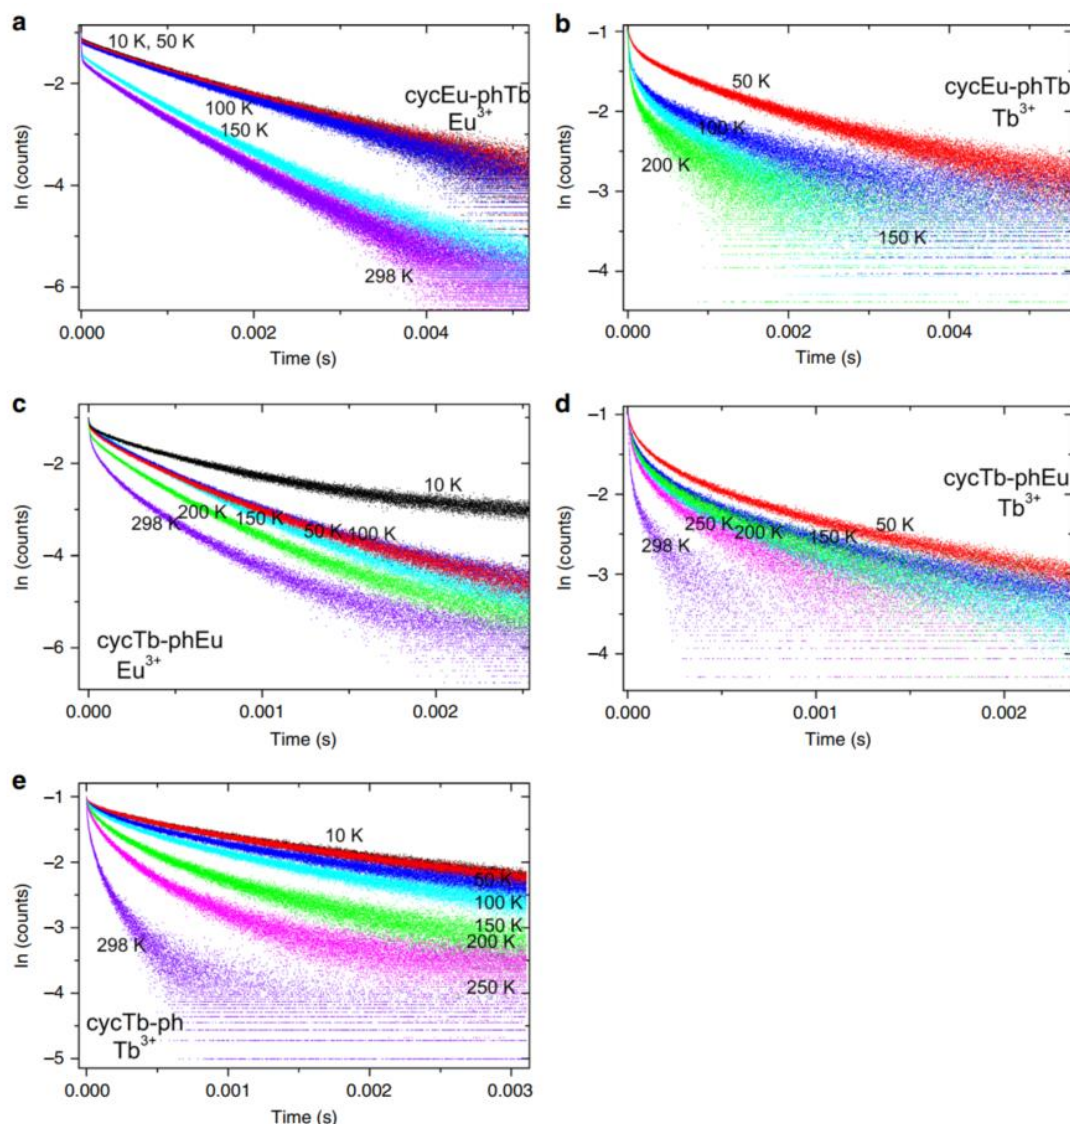 a
10 K, 50 K
100 K
150 K
298 K
cycEu-phTb
Eu3+
ln (counts)
−2
−4
−6
0.000
0.002
0.004
Time (s)
b
50 K
100 K
200 K
150 K
cycEu-phTb
Tb3+
ln (counts)
−1
−2
−3
−4
0.000
0.002
0.004
Time (s)
c
10 K
298 K
200 K
150 K
50 K 100 K
cycTb-phEu
Eu3+
ln (counts)
−2
−4
−6
0.000
0.001
0.002
Time (s)
d
cycTb-phEu
Tb3+
50 K
150 K
200 K
250 K
298 K
ln (counts)
−1
−2
−3
−4
0.000
0.001
0.002
Time (s)
e
10 K
50 K
100 K
150 K
200 K
250 K
298 K
cycTb-ph
Tb3+
ln (counts)
−1
−2
−3
−4
−5
0.000
0.001
0.002
0.003
Time (s)